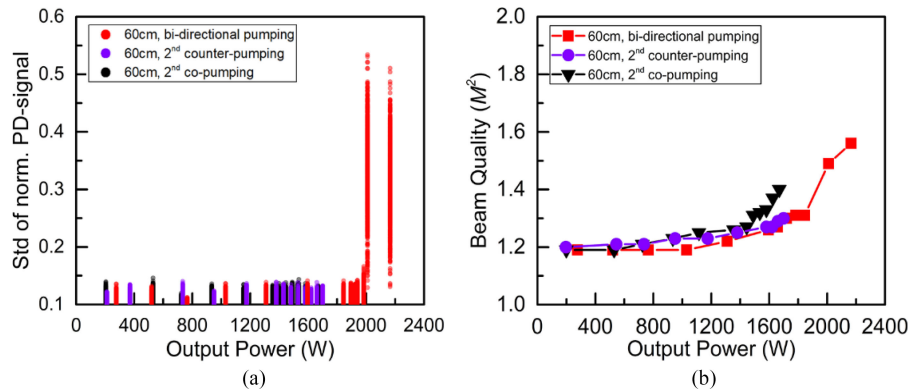 Std of norm. PD-signal
0.6
0.5
0.4
0.3
0.2
0.1
60cm, bi-directional pumping
60cm, 2nd counter-pumping
60cm, 2nd co-pumping
0 400 800 1200 1600 2000 2400
Output Power (W)
(a)
Beam Quality (M²)
2.0
1.8
1.6
1.4
1.2
1.0
60cm, bi-directional pumping
60cm, 2nd counter-pumping
60cm, 2nd co-pumping
0 400 800 1200 1600 2000 2400
Output Power (W)
(b)